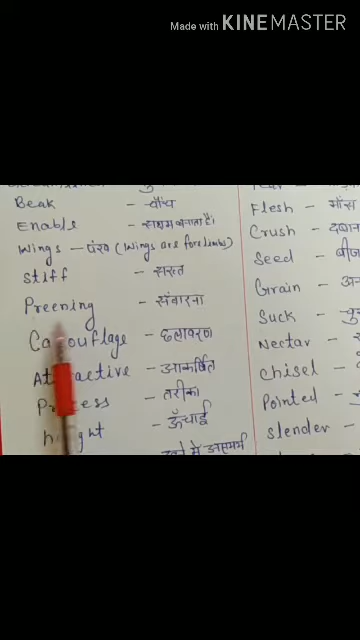 Made with KINEMASTER
Beak - चोंच
Enable - सक्षम बनाता है।
Wings - पंख (Wings are forelimbs)
Stiff - सख्त
Preening - संवारना
Camouflage - छलावरण
Attractive - आकर्षित
Process - तरीका
height - ऊँचाई
में असमर्थ
Flesh - माँस
Crush -
Seed - बीज
Grain -
Suck -
Nectar -
Chisel -
Pointed -
Slender -